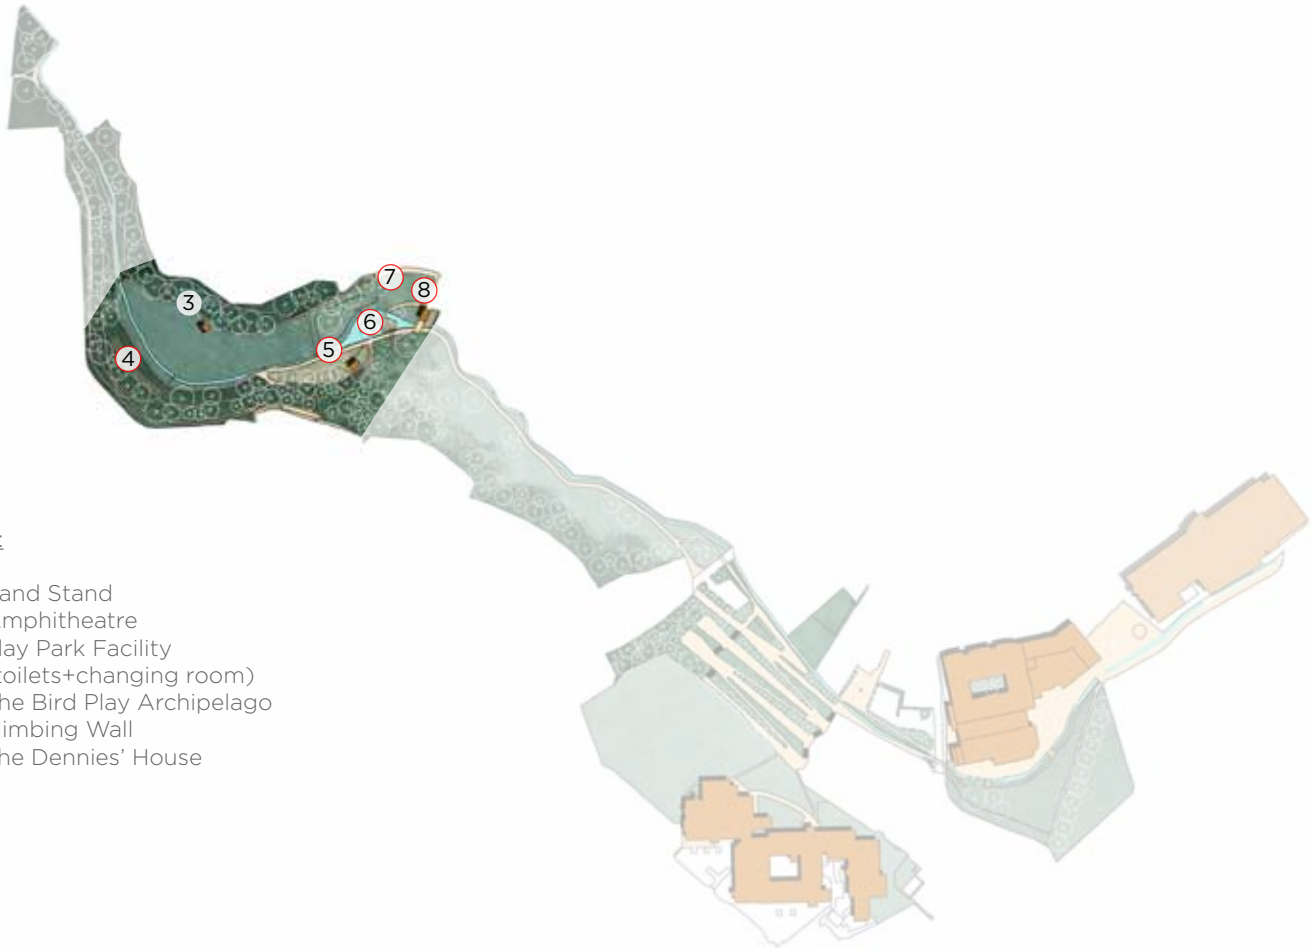 3
7
8
6
5
4
and Stand
mphitheatre
lay Park Facility
toilets+changing room)
he Bird Play Archipelago
limbing Wall
he Dennies' House